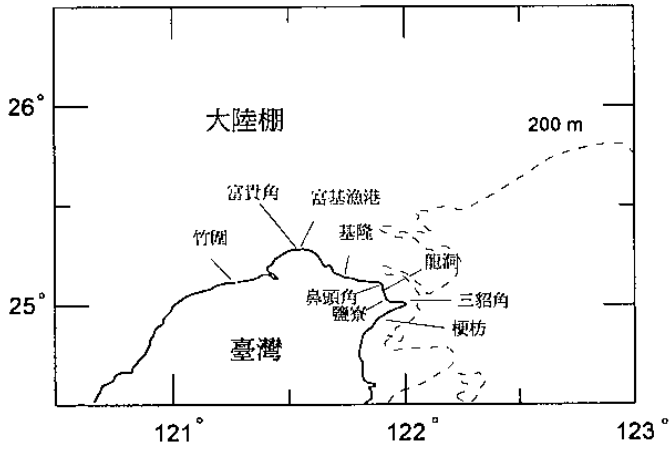 26°
大陸棚
200 m
富貴角
富基漁港
竹圍
基隆
龍洞
鼻頭角
25°
三貂角
鹽寮
梗枋
臺灣
121°
122°
123°